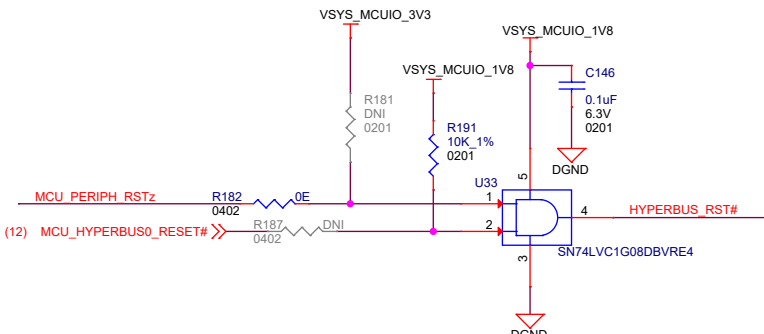 VSYS_MCUIO_3V3
VSYS_MCUIO_1V8
VSYS_MCUIO_1V8
C146
0.1uF
6.3V
0201
DGND
R181
DNI
0201
R191
10K_1%
0201
U33
5
MCU_PERIPH_RSTz
R182
0E
0402
1
4
HYPERBUS_RST#
(12) MCU_HYPERBUS0_RESET#
R187
DNI
0402
2
SN74LVC1G08DBVRE4
3
DGND